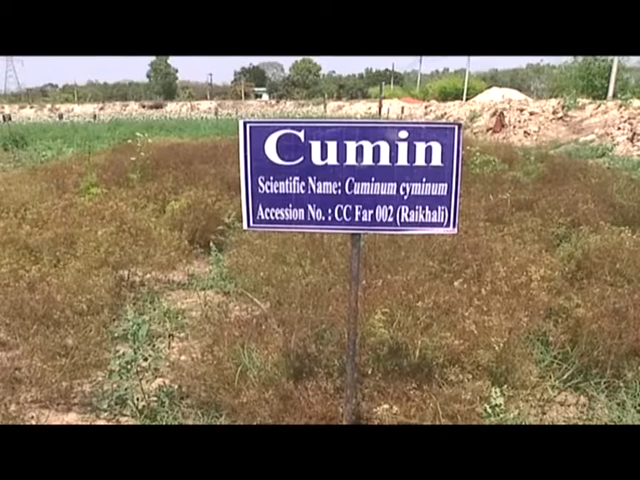 Cumin
Scientific Name: Cuminum cyminum
Accession No. : CC Far 002 (Raikhali)